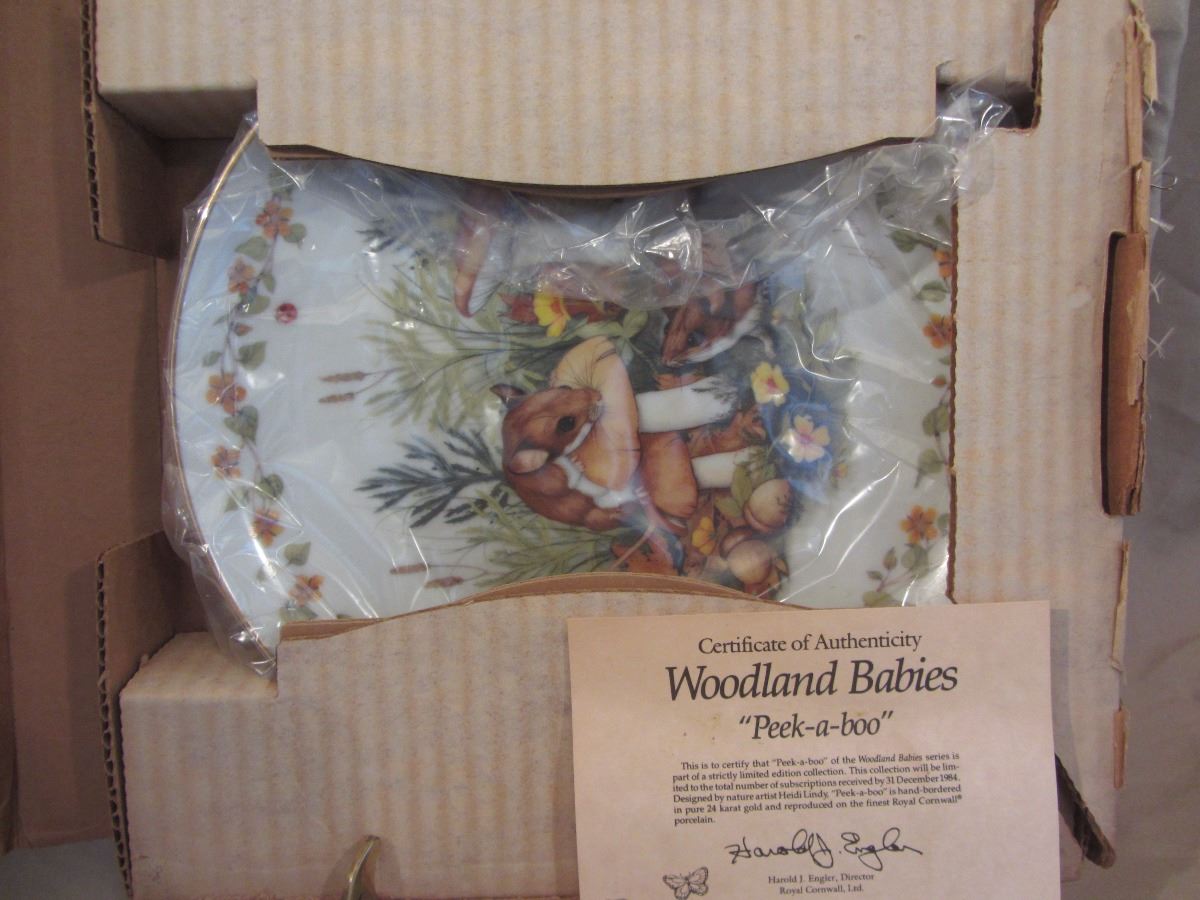 Certificate of Authenticity
Woodland Babies
"Peek-a-boo"
This is to certify that "Peek-a-boo" of the Woodland Babies series is
part of a strictly limited edition collection. This collection will be lim-
ited to the total number of subscriptions received by 31 December 1984.
Designed by nature artist Heidi Lindy, "Peek-a-boo" is hand-bordered
in pure 24 karat gold and reproduced on the finest Royal Cornwall®
porcelain.
Harold J. Engler
Harold J. Engler, Director
Royal Cornwall, Ltd.